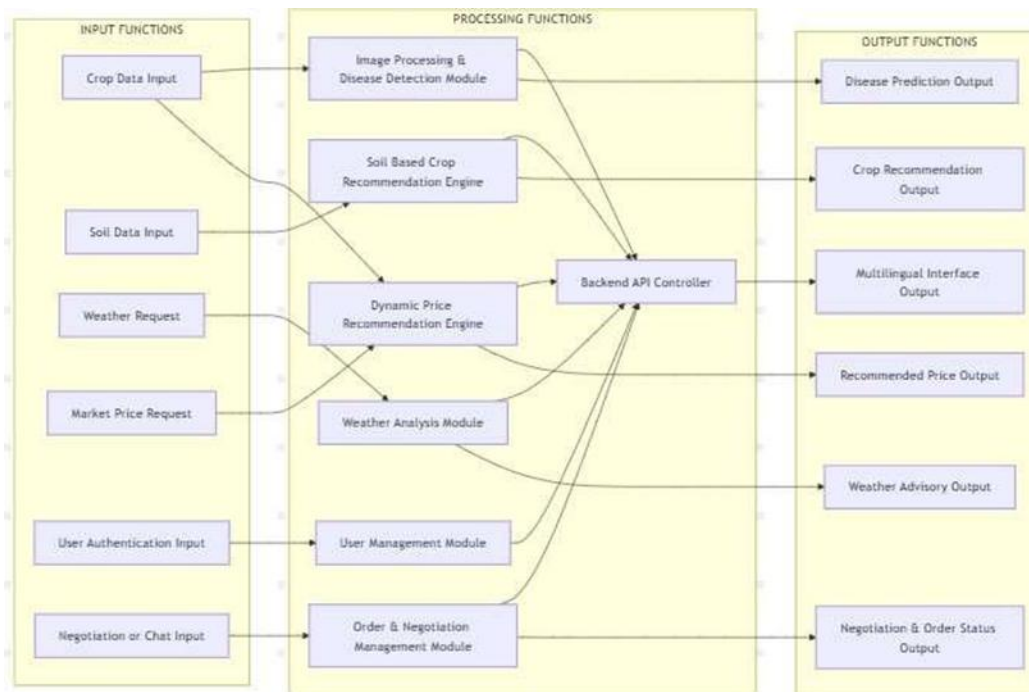 INPUT FUNCTIONS
Crop Data Input
Soil Data Input
Weather Request
Market Price Request
User Authentication Input
Negotiation or Chat Input
PROCESSING FUNCTIONS
Image Processing &
Disease Detection Module
Soil Based Crop
Recommendation Engine
Dynamic Price
Recommendation Engine
Backend API Controller
Weather Analysis Module
User Management Module
Order & Negotiation
Management Module
OUTPUT FUNCTIONS
Disease Prediction Output
Crop Recommendation
Output
Multilingual Interface
Output
Recommended Price Output
Weather Advisory Output
Negotiation & Order Status
Output